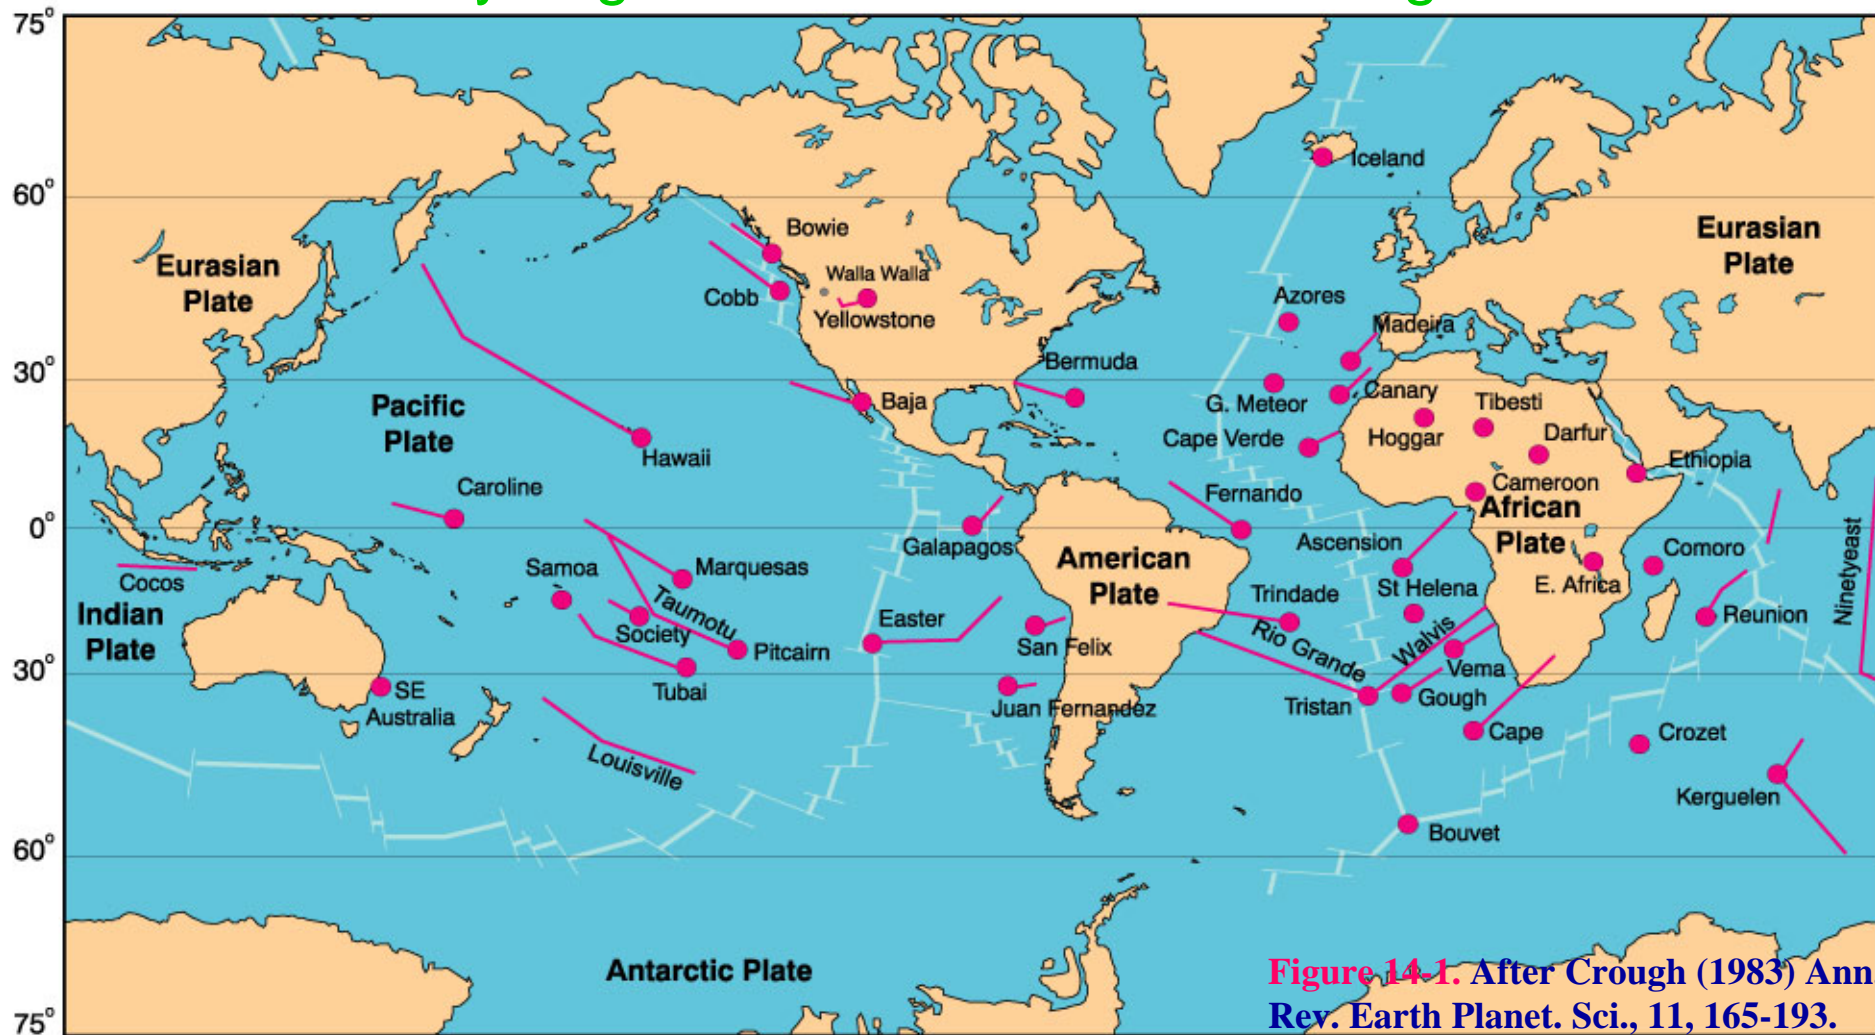 75°
60°
30°
0°
30°
60°
75°
Iceland
Bowie
Walla Walla
Cobb
Yellowstone
Eurasian
Plate
Eurasian
Plate
Azores
Madeira
Bermuda
Baja
G. Meteor
Canary
Tibesti
Hoggar
Darfur
Cape Verde
Ethiopia
Pacific
Plate
Hawaii
Caroline
Fernando
Cameroon
African
Plate
Galapagos
Ascension
Comoro
E. Africa
Ninetyeast
Cocos
Samoa
Marquesas
American
Plate
Trindade
St Helena
Indian
Plate
Taumotu
Society
Pitcairn
Easter
San Felix
Rio Grande
Walvis
Vema
Reunion
SE
Australia
Tubai
Juan Fernandez
Tristan
Gough
Cape
Crozet
Louisville
Kerguelen
Bouvet
Antarctic Plate
Figure 14-1. After Crough (1983) Ann.
Rev. Earth Planet. Sci., 11, 165-193.